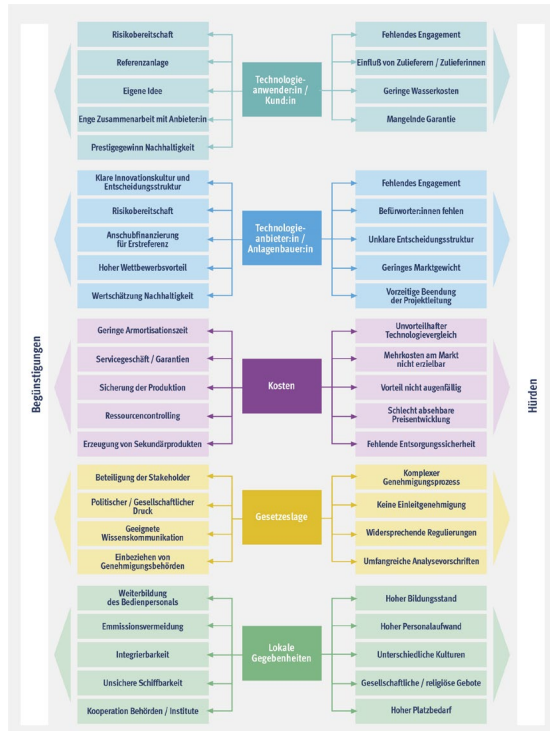 Begünstigungen
Risikobereitschaft
Referenzanlage
Eigene Idee
Enge Zusammenarbeit mit Anbieter:in
Prestigegewinn Nachhaltigkeit
Technologie-
anwender:in /
Kund:in
Fehlendes Engagement
Einfluß von Zulieferern / Zulieferinnen
Geringe Wasserkosten
Mangelnde Garantie
Klare Innovationskultur und
Entscheidungsstruktur
Risikobereitschaft
Anschubfinanzierung
für Erstreferenz
Hoher Wettbewerbsvorteil
Wertschätzung Nachhaltigkeit
Technologie-
anbieter:in /
Anlagenbauer:in
Fehlendes Engagement
Befürworter:innen fehlen
Unklare Entscheidungsstruktur
Geringes Marktgewicht
Vorzeitige Beendung
der Projektleitung
Geringe Armortisationszeit
Servicegeschäft / Garantien
Sicherung der Produktion
Ressourcencontrolling
Erzeugung von Sekundärprodukten
Kosten
Unvorteilhafter
Technologievergleich
Mehrkosten am Markt
nicht erzielbar
Vorteil nicht augenfällig
Schlecht absehbare
Preisentwicklung
Fehlende Entsorgungssicherheit
Beteiligung der Stakeholder
Politischer / Gesellschaftlicher
Druck
Geeignete
Wissenskommunikation
Einbeziehen von
Genehmigungsbehörden
Gesetzeslage
Komplexer
Genehmigungsprozess
Keine Einleitgenehmigung
Widersprechende Regulierungen
Umfangreiche Analysevorschriften
Weiterbildung
des Bedienpersonals
Emmissionsvermeidung
Integrierbarkeit
Unsichere Schiffbarkeit
Kooperation Behörden / Institute
Lokale
Gegebenheiten
Hoher Bildungsstand
Hoher Personalaufwand
Unterschiedliche Kulturen
Gesellschaftliche / religiöse Gebote
Hoher Platzbedarf
Hürden